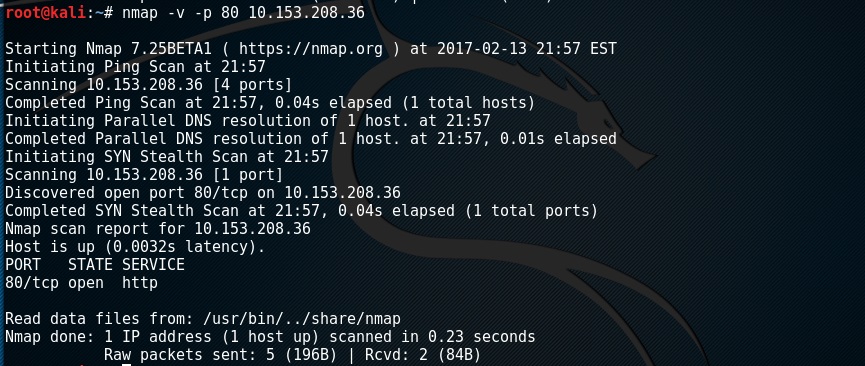 root@kali:~# nmap -v -p 80 10.153.208.36

Starting Nmap 7.25BETA1 ( https://nmap.org ) at 2017-02-13 21:57 EST
Initiating Ping Scan at 21:57
Scanning 10.153.208.36 [4 ports]
Completed Ping Scan at 21:57, 0.04s elapsed (1 total hosts)
Initiating Parallel DNS resolution of 1 host. at 21:57
Completed Parallel DNS resolution of 1 host. at 21:57, 0.01s elapsed
Initiating SYN Stealth Scan at 21:57
Scanning 10.153.208.36 [1 port]
Discovered open port 80/tcp on 10.153.208.36
Completed SYN Stealth Scan at 21:57, 0.04s elapsed (1 total ports)
Nmap scan report for 10.153.208.36
Host is up (0.0032s latency).
PORT   STATE SERVICE
80/tcp open  http

Read data files from: /usr/bin/../share/nmap
Nmap done: 1 IP address (1 host up) scanned in 0.23 seconds
           Raw packets sent: 5 (196B) | Rcvd: 2 (84B)